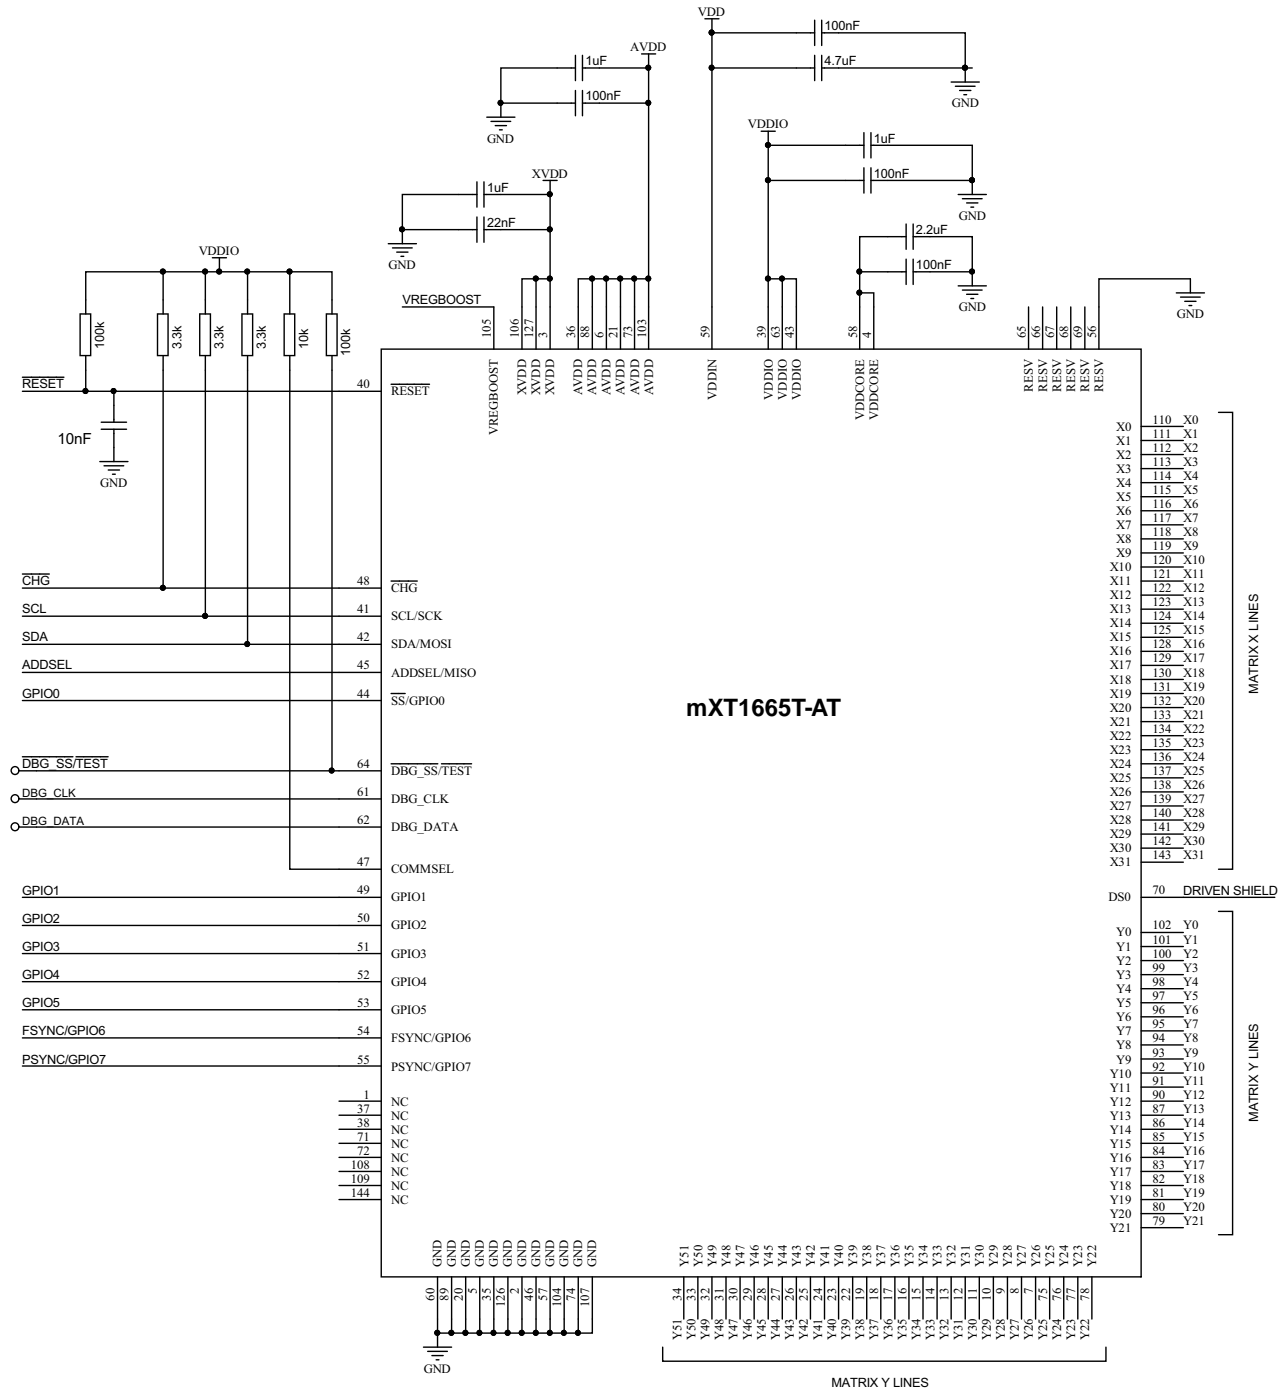 VDD
100nF
4.7uF
GND
AVDD
1uF
100nF
GND
VDDIO
1uF
100nF
GND
XVDD
1uF
22nF
GND
2.2uF
100nF
GND
VDDIO
100k
3.3k
3.3k
3.3k
10k
100k
VREGBOOST
105
106
127
3
36
88
6
21
73
103
59
39
63
43
58
4
65
66
67
68
69
56
GND
VREGBOOST
XVDD
XVDD
XVDD
AVDD
AVDD
AVDD
AVDD
AVDD
AVDD
VDDIN
VDDIO
VDDIO
VDDIO
VDDCORE
VDDCORE
RESV
RESV
RESV
RESV
RESV
RESV
RESET 40 RESET
10nF
GND
CHG 48 CHG
SCL 41 SCL/SCK
SDA 42 SDA/MOSI
ADDSEL 45 ADDSEL/MISO
GPIO0 44 SS/GPIO0
DBG_SS/TEST 64 DBG_SS/TEST
DBG_CLK 61 DBG_CLK
DBG_DATA 62 DBG_DATA
47 COMMSEL
GPIO1 49 GPIO1
GPIO2 50 GPIO2
GPIO3 51 GPIO3
GPIO4 52 GPIO4
GPIO5 53 GPIO5
FSYNC/GPIO6 54 FSYNC/GPIO6
PSYNC/GPIO7 55 PSYNC/GPIO7
1 NC
37 NC
38 NC
71 NC
72 NC
108 NC
109 NC
144 NC
mXT1665T-AT
X0 110 X0
X1 111 X1
X2 112 X2
X3 113 X3
X4 114 X4
X5 115 X5
X6 116 X6
X7 117 X7
X8 118 X8
X9 119 X9
X10 120 X10
X11 121 X11
X12 122 X12
X13 123 X13
X14 124 X14
X15 125 X15
X16 128 X16
X17 129 X17
X18 130 X18
X19 131 X19
X20 132 X20
X21 133 X21
X22 134 X22
X23 135 X23
X24 136 X24
X25 137 X25
X26 138 X26
X27 139 X27
X28 140 X28
X29 141 X29
X30 142 X30
X31 143 X31
MATRIX X LINES
DS0 70 DRIVEN SHIELD
Y0 102 Y0
Y1 101 Y1
Y2 100 Y2
Y3 99 Y3
Y4 98 Y4
Y5 97 Y5
Y6 96 Y6
Y7 95 Y7
Y8 94 Y8
Y9 93 Y9
Y10 92 Y10
Y11 91 Y11
Y12 90 Y12
Y13 87 Y13
Y14 86 Y14
Y15 85 Y15
Y16 84 Y16
Y17 83 Y17
Y18 82 Y18
Y19 81 Y19
Y20 80 Y20
Y21 79 Y21
MATRIX Y LINES
GND 60
GND 89
GND 20
GND 5
GND 35
GND 126
GND 2
GND 46
GND 57
GND 104
GND 74
GND 107
GND
Y51 34 Y51
Y50 33 Y50
Y49 32 Y49
Y48 31 Y48
Y47 30 Y47
Y46 29 Y46
Y45 28 Y45
Y44 27 Y44
Y43 26 Y43
Y42 25 Y42
Y41 24 Y41
Y40 23 Y40
Y39 22 Y39
Y38 19 Y38
Y37 18 Y37
Y36 17 Y36
Y35 16 Y35
Y34 15 Y34
Y33 14 Y33
Y32 13 Y32
Y31 12 Y31
Y30 11 Y30
Y29 10 Y29
Y28 9 Y28
Y27 8 Y27
Y26 7 Y26
Y25 75 Y25
Y24 76 Y24
Y23 77 Y23
Y22 78 Y22
MATRIX Y LINES